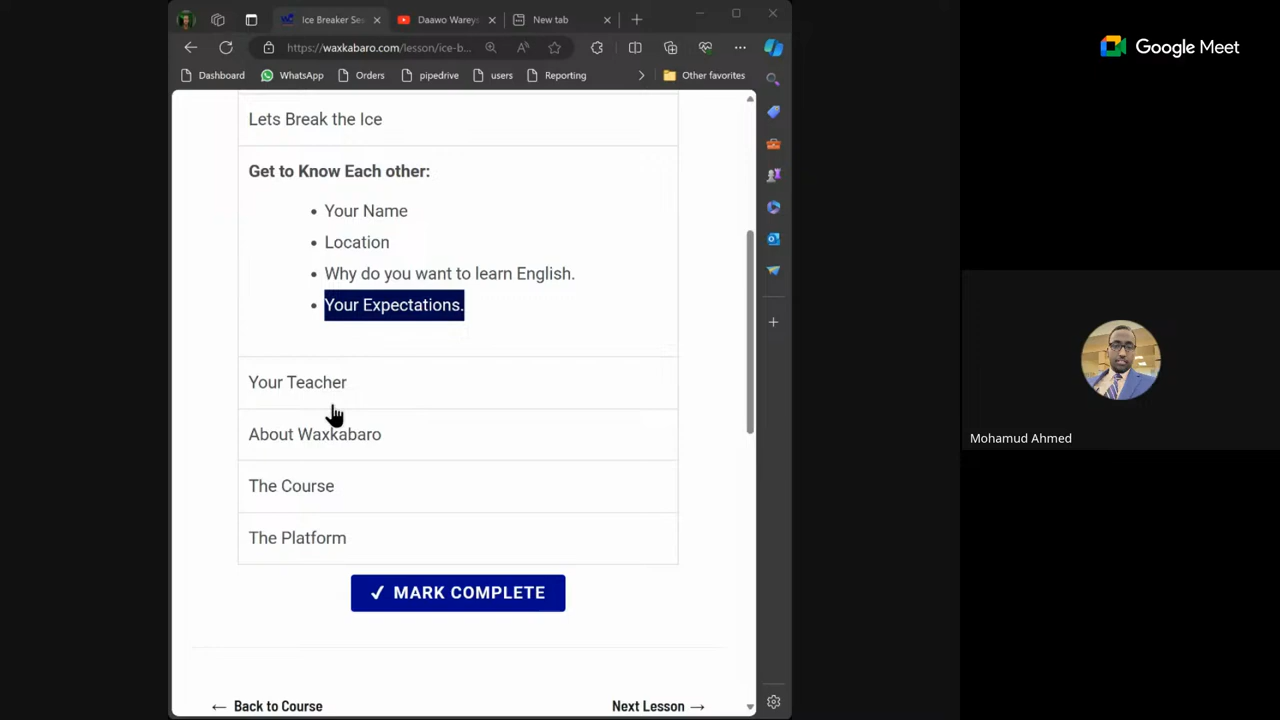 Ice Breaker Se
Daawo Warey
New tab
https://waxkabaro.com/lesson/ice-b...
Dashboard
WhatsApp
Orders
pipedrive
users
Reporting
Other favorites
Google Meet
Lets Break the Ice
Get to Know Each other:
• Your Name
• Location
• Why do you want to learn English.
• Your Expectations.
Your Teacher
About Waxkabaro
The Course
The Platform
✓ MARK COMPLETE
← Back to Course
Next Lesson →
Mohamud Ahmed